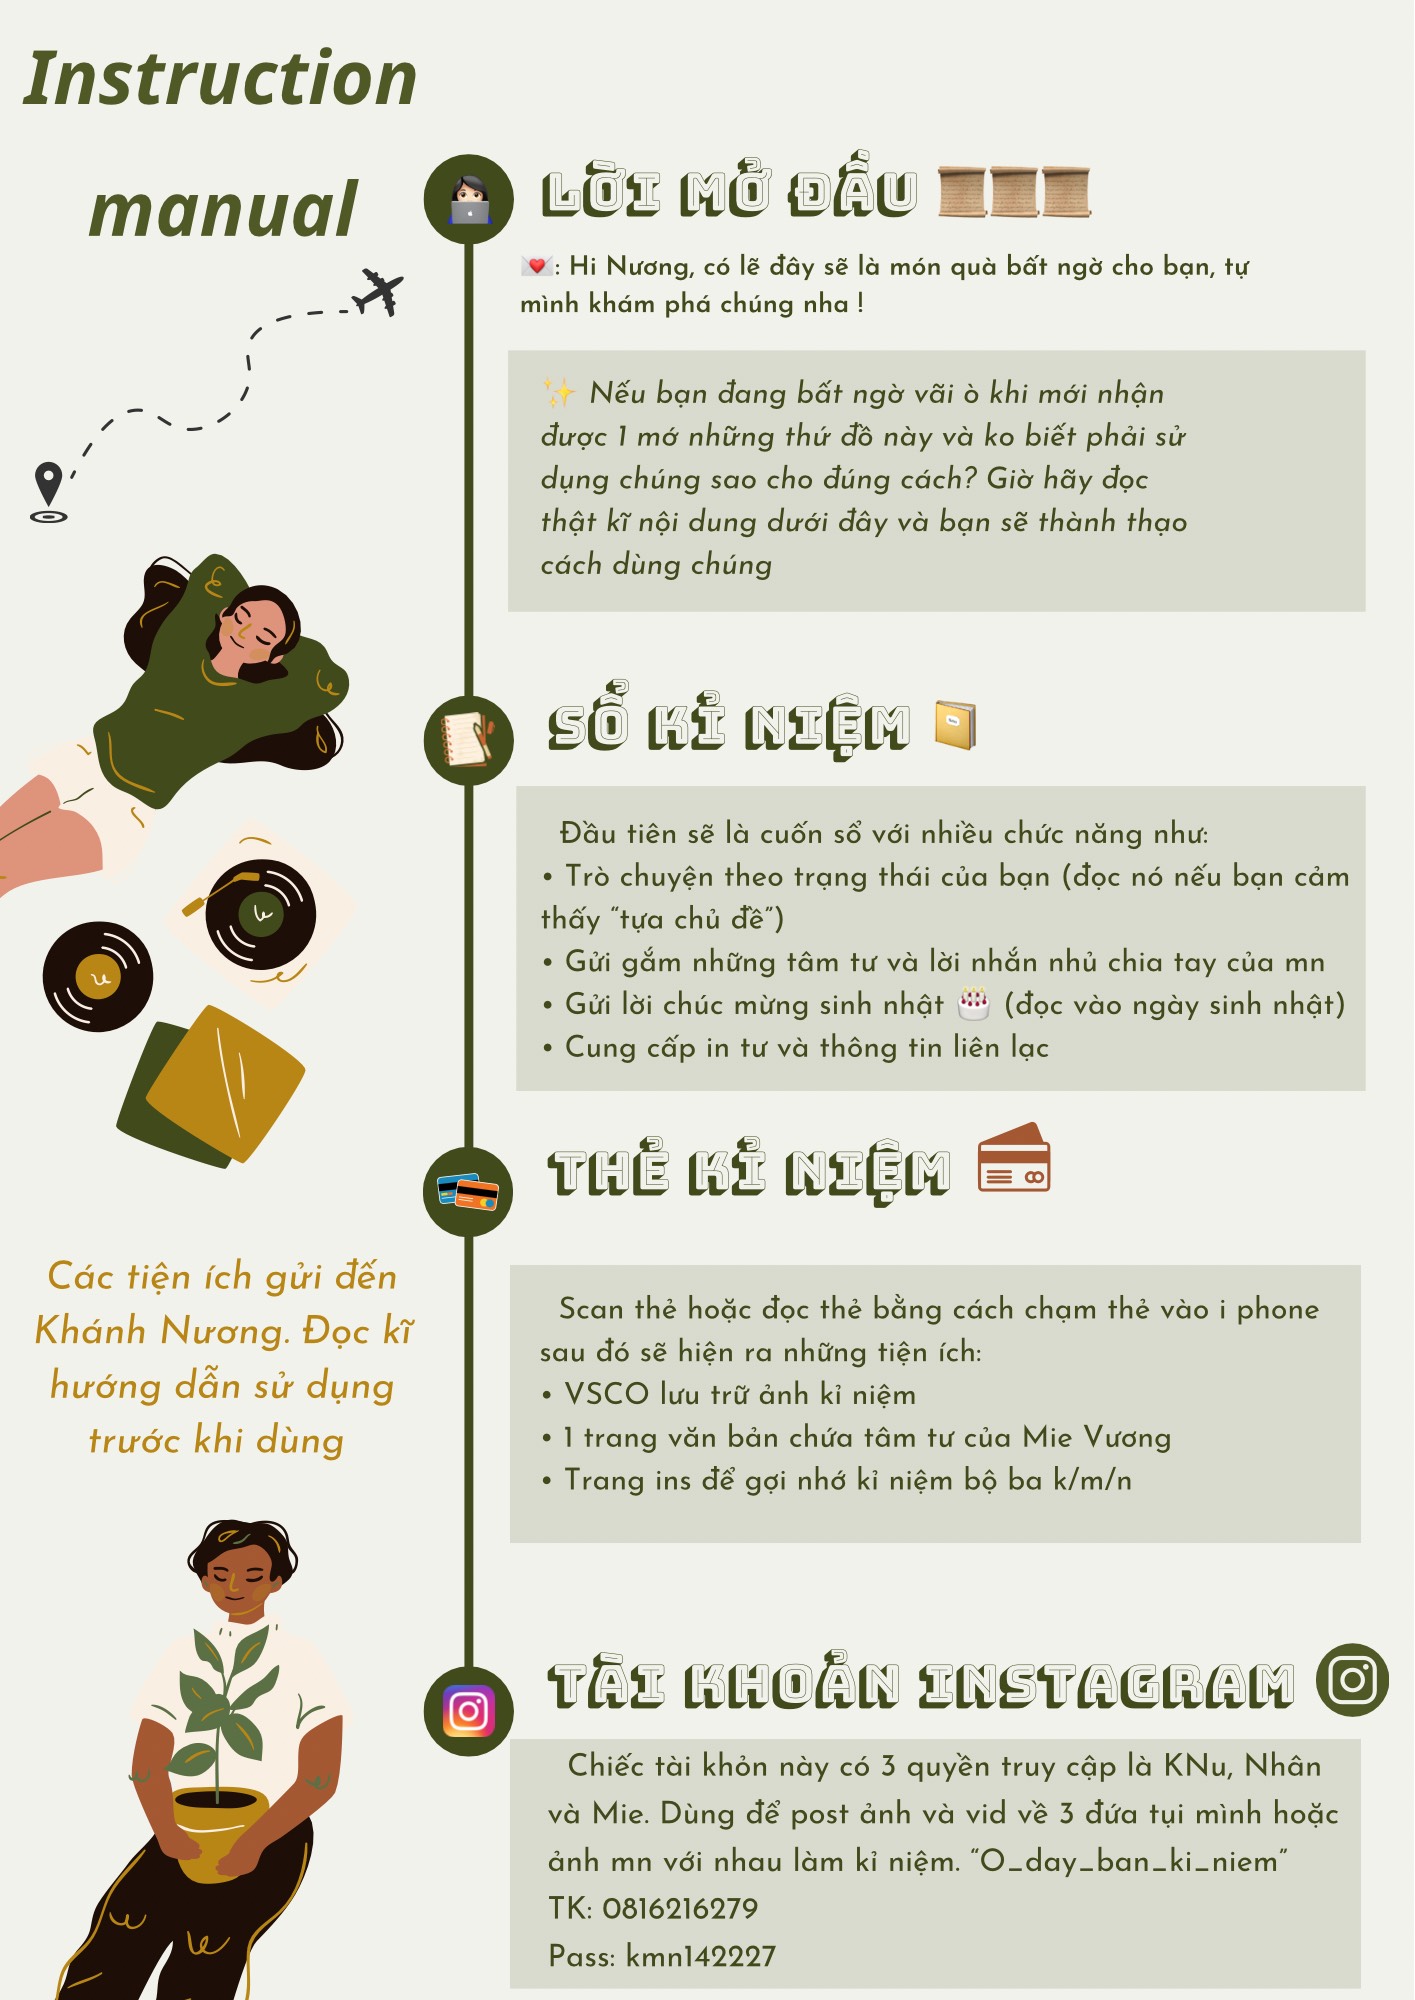 Instruction
manual
LỜI MỞ ĐẦU
: Hi Nương, có lẽ đây sẽ là món quà bất ngờ cho bạn, tự
mình khám phá chúng nha !
Nếu bạn đang bất ngờ vãi ò khi mới nhận
được 1 mớ những thứ đồ này và ko biết phải sử
dụng chúng sao cho đúng cách? Giờ hãy đọc
thật kĩ nội dung dưới đây và bạn sẽ thành thạo
cách dùng chúng
SỔ KỈ NIỆM
Đầu tiên sẽ là cuốn sổ với nhiều chức năng như:
• Trò chuyện theo trạng thái của bạn (đọc nó nếu bạn cảm
thấy “tựa chủ đề”)
• Gửi gắm những tâm tư và lời nhắn nhủ chia tay của mn
• Gửi lời chúc mừng sinh nhật 🎂 (đọc vào ngày sinh nhật)
• Cung cấp in tư và thông tin liên lạc
THẺ KỈ NIỆM
Scan thẻ hoặc đọc thẻ bằng cách chạm thẻ vào i phone
sau đó sẽ hiện ra những tiện ích:
• VSCO lưu trữ ảnh kỉ niệm
• 1 trang văn bản chứa tâm tư của Mie Vương
• Trang ins để gợi nhớ kỉ niệm bộ ba k/m/n
Các tiện ích gửi đến
Khánh Nương. Đọc kĩ
hướng dẫn sử dụng
trước khi dùng
TÀI KHOẢN INSTAGRAM
Chiếc tài khỏn này có 3 quyền truy cập là KNu, Nhân
và Mie. Dùng để post ảnh và vid về 3 đứa tụi mình hoặc
ảnh mn với nhau làm kỉ niệm. “O_day_ban_ki_niem”
TK: 0816216279
Pass: kmn142227